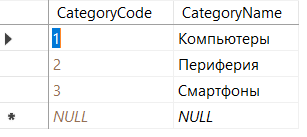 CategoryCode CategoryName
1 Компьютеры
2 Периферия
3 Смартфоны
NULL NULL